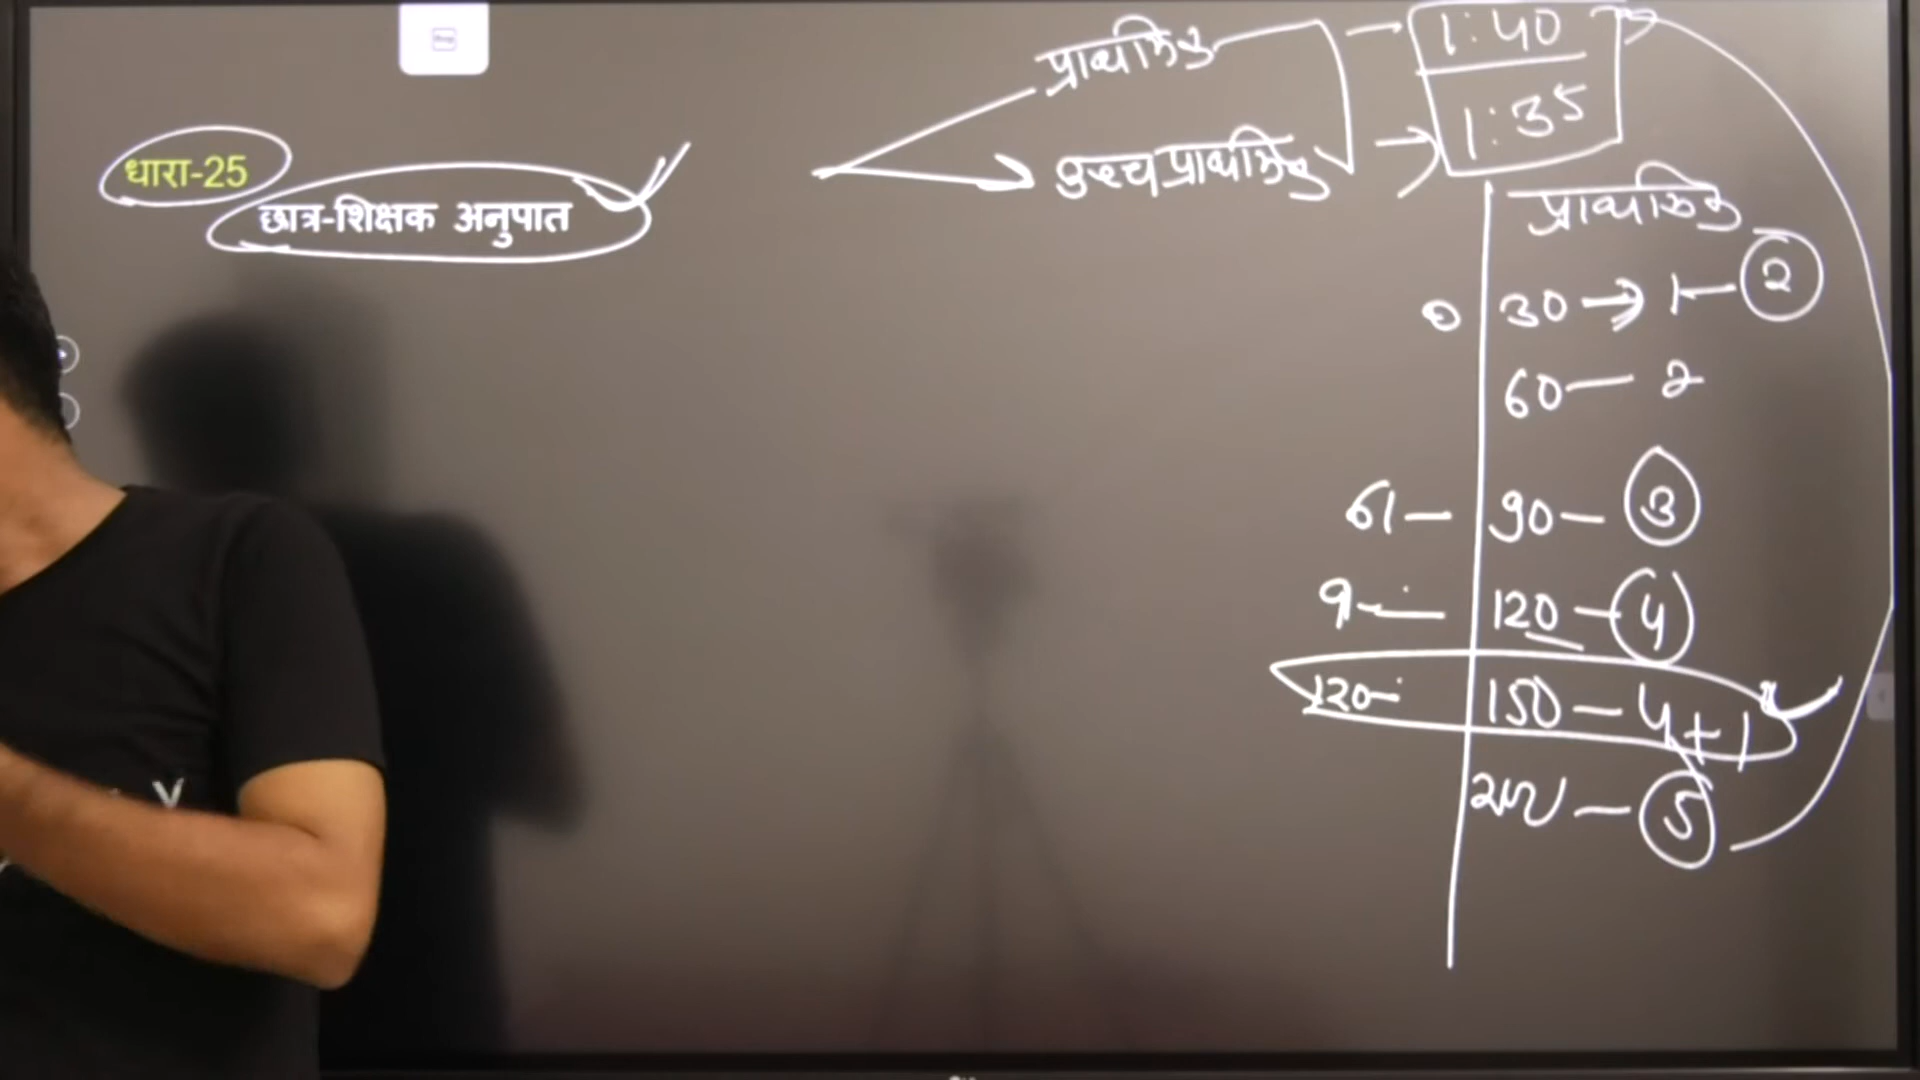 धारा-25
छात्र-शिक्षक अनुपात
प्राथमिक → 1:40
उच्च प्राथमिक → 1:35
प्राथमिक
0 30 → 1 — 2
60 — 2
61 — 90 — 3
9 — 120 — 4
120 — 150 — 4+1
200 — 5